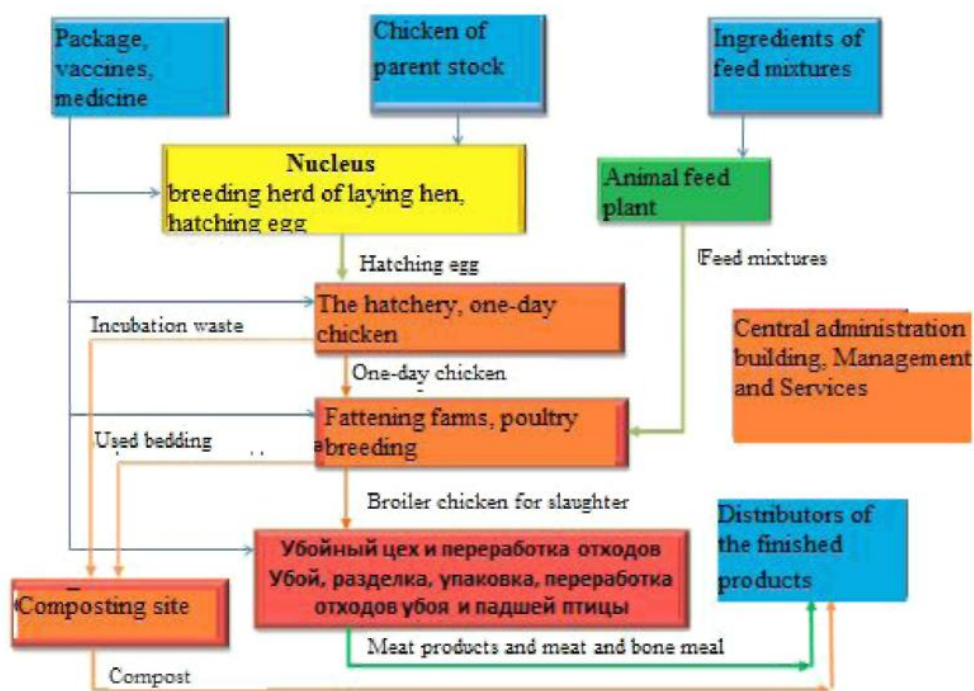 Package,
vaccines,
medicine
Chicken of
parent stock
Ingredients of
feed mixtures
Nucleus
breeding herd of laying hen,
hatching egg
Animal feed
plant
Hatching egg
Feed mixtures
The hatchery, one-day
chicken
Incubation waste
Central administration
building, Management
and Services
One-day chicken
Fattening farms, poultry
breeding
Used bedding
Broiler chicken for slaughter
Distributors of
the finished
products
Убойный цех и переработка отходов
Убой, разделка, упаковка, переработка
отходов убоя и падшей птицы
Composting site
Meat products and meat and bone meal
Compost